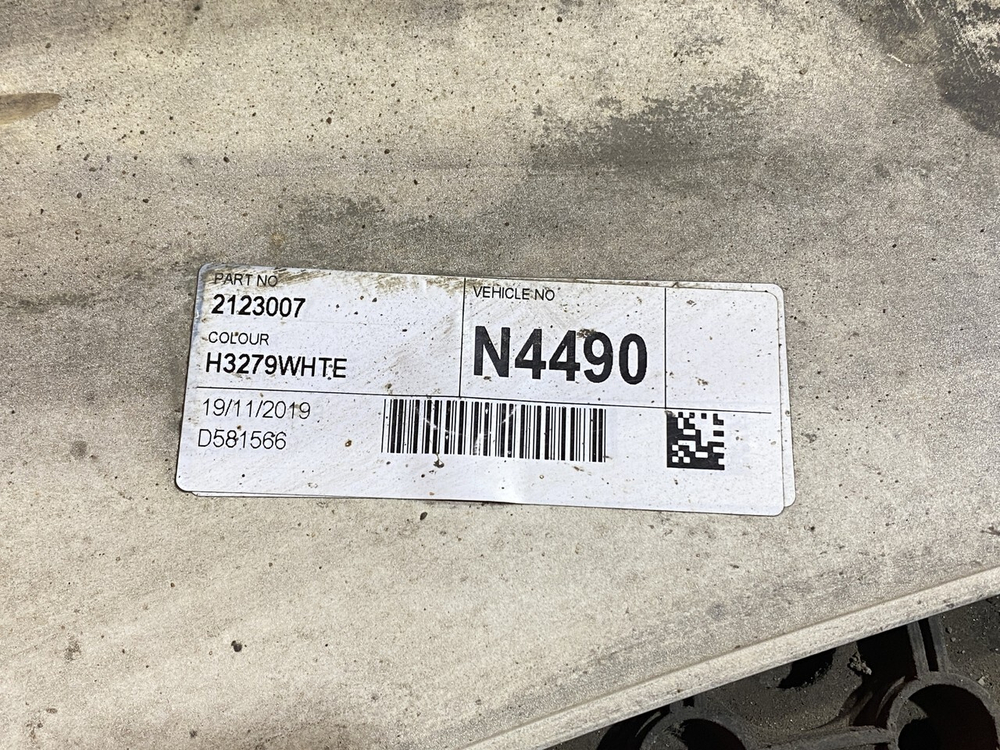 PART NO
2123007
COLOUR
H3279WHTE
VEHICLE NO
N4490
19/11/2019
D581566